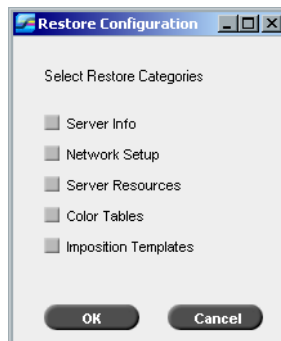 Restore Configuration
Select Restore Categories
Server Info
Network Setup
Server Resources
Color Tables
Imposition Templates
OK
Cancel